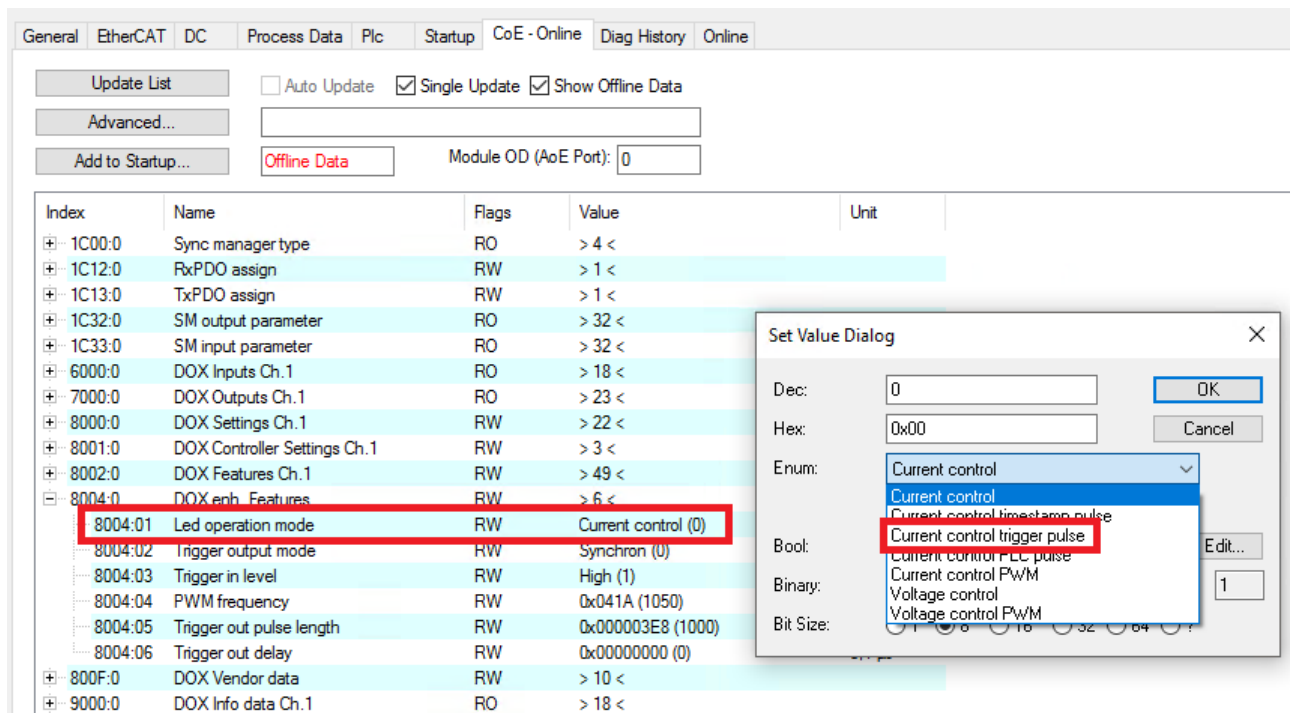 General EtherCAT DC Process Data Plc Startup CoE - Online Diag History Online
Update List Auto Update Single Update Show Offline Data
Advanced...
Add to Startup... Offline Data Module OD (AoE Port): 0
Index Name Flags Value Unit
1C00:0 Sync manager type RO > 4 <
1C12:0 RxPDO assign RW > 1 <
1C13:0 TxPDO assign RW > 1 <
1C32:0 SM output parameter RO > 32 <
1C33:0 SM input parameter RO > 32 <
6000:0 DOX Inputs Ch.1 RO > 18 <
7000:0 DOX Outputs Ch.1 RO > 23 <
8000:0 DOX Settings Ch.1 RW > 22 <
8001:0 DOX Controller Settings Ch.1 RW > 3 <
8002:0 DOX Features Ch.1 RW > 49 <
8004:0 DOX enh. Features RW > 6 <
8004:01 Led operation mode RW Current control (0)
8004:02 Trigger output mode RW Synchron (0)
8004:03 Trigger in level RW High (1)
8004:04 PWM frequency RW 0x041A (1050)
8004:05 Trigger out pulse length RW 0x000003E8 (1000)
8004:06 Trigger out delay RW 0x00000000 (0)
800F:0 DOX Vendor data RW > 10 <
9000:0 DOX Info data Ch.1 RO > 18 <
Set Value Dialog
Dec: 0 OK
Hex: 0x00 Cancel
Enum: Current control
Current control
Current control timestamp pulse
Current control trigger pulse
Current control PLC pulse
Current control PWM
Voltage control
Voltage control PWM
Bool: Edit...
Binary: 1
Bit Size: 1 8 16 32 64 ?